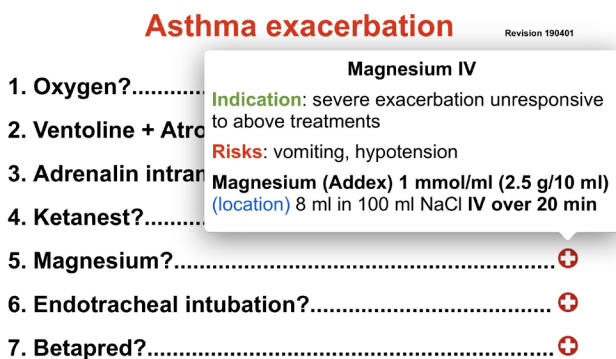 Asthma exacerbation
Revision 190401
Magnesium IV
1. Oxygen?..........
Indication: severe exacerbation unresponsive
to above treatments
2. Ventoline + Atro
Risks: vomiting, hypotension
3. Adrenalin intran
Magnesium (Addex) 1 mmol/ml (2.5 g/10 ml)
(location) 8 ml in 100 ml NaCl IV over 20 min
4. Ketanest?........
5. Magnesium?.....................................................
6. Endotracheal intubation?..................................
7. Betapred?.........................................................